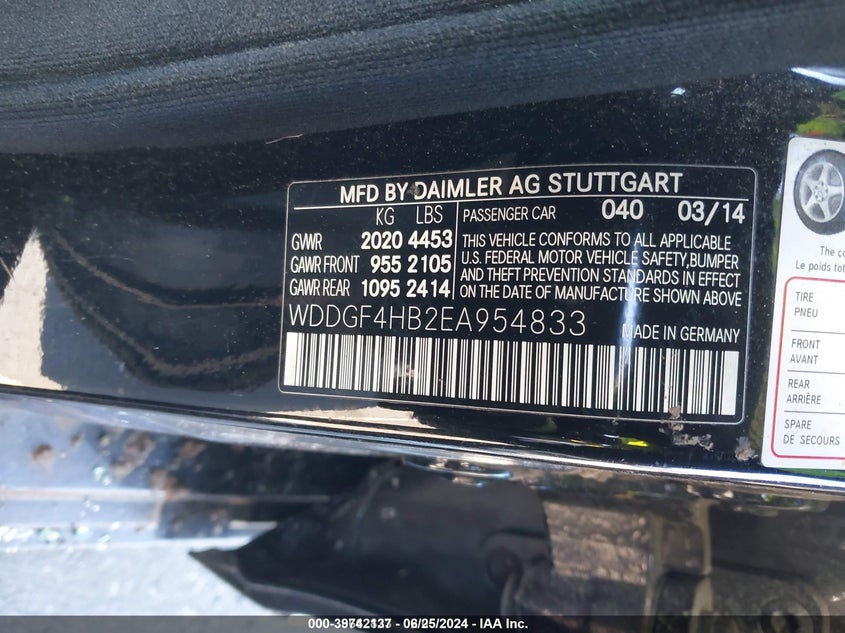 MFD BY DAIMLER AG STUTTGART
KG LBS
GVWR 2020 4453
GAWR FRONT 955 2105
GAWR REAR 1095 2414
PASSENGER CAR 040 03/14
THIS VEHICLE CONFORMS TO ALL APPLICABLE
U.S. FEDERAL MOTOR VEHICLE SAFETY,BUMPER
AND THEFT PREVENTION STANDARDS IN EFFECT
ON THE DATE OF MANUFACTURE SHOWN ABOVE
WDDGF4HB2EA954833
MADE IN GERMANY
The
Le poids
TIRE
PNEU
FRONT
AVANT
REAR
ARRIÈRE
SPARE
DE SECOURS
06/25/2024 - IAA Inc.